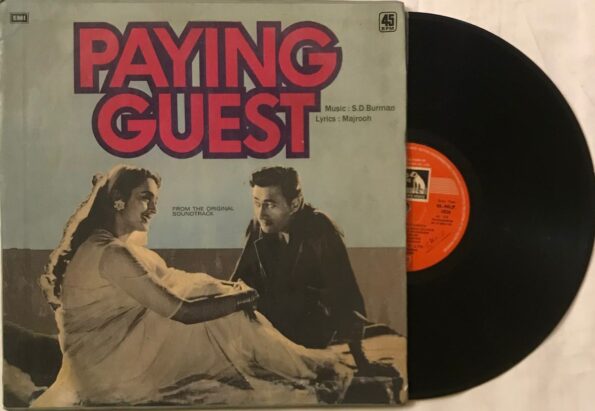 EMI
45
RPM
PAYING
GUEST
Music : S.D. Burman
Lyrics : Majrooh
FROM THE ORIGINAL
SOUNDTRACK